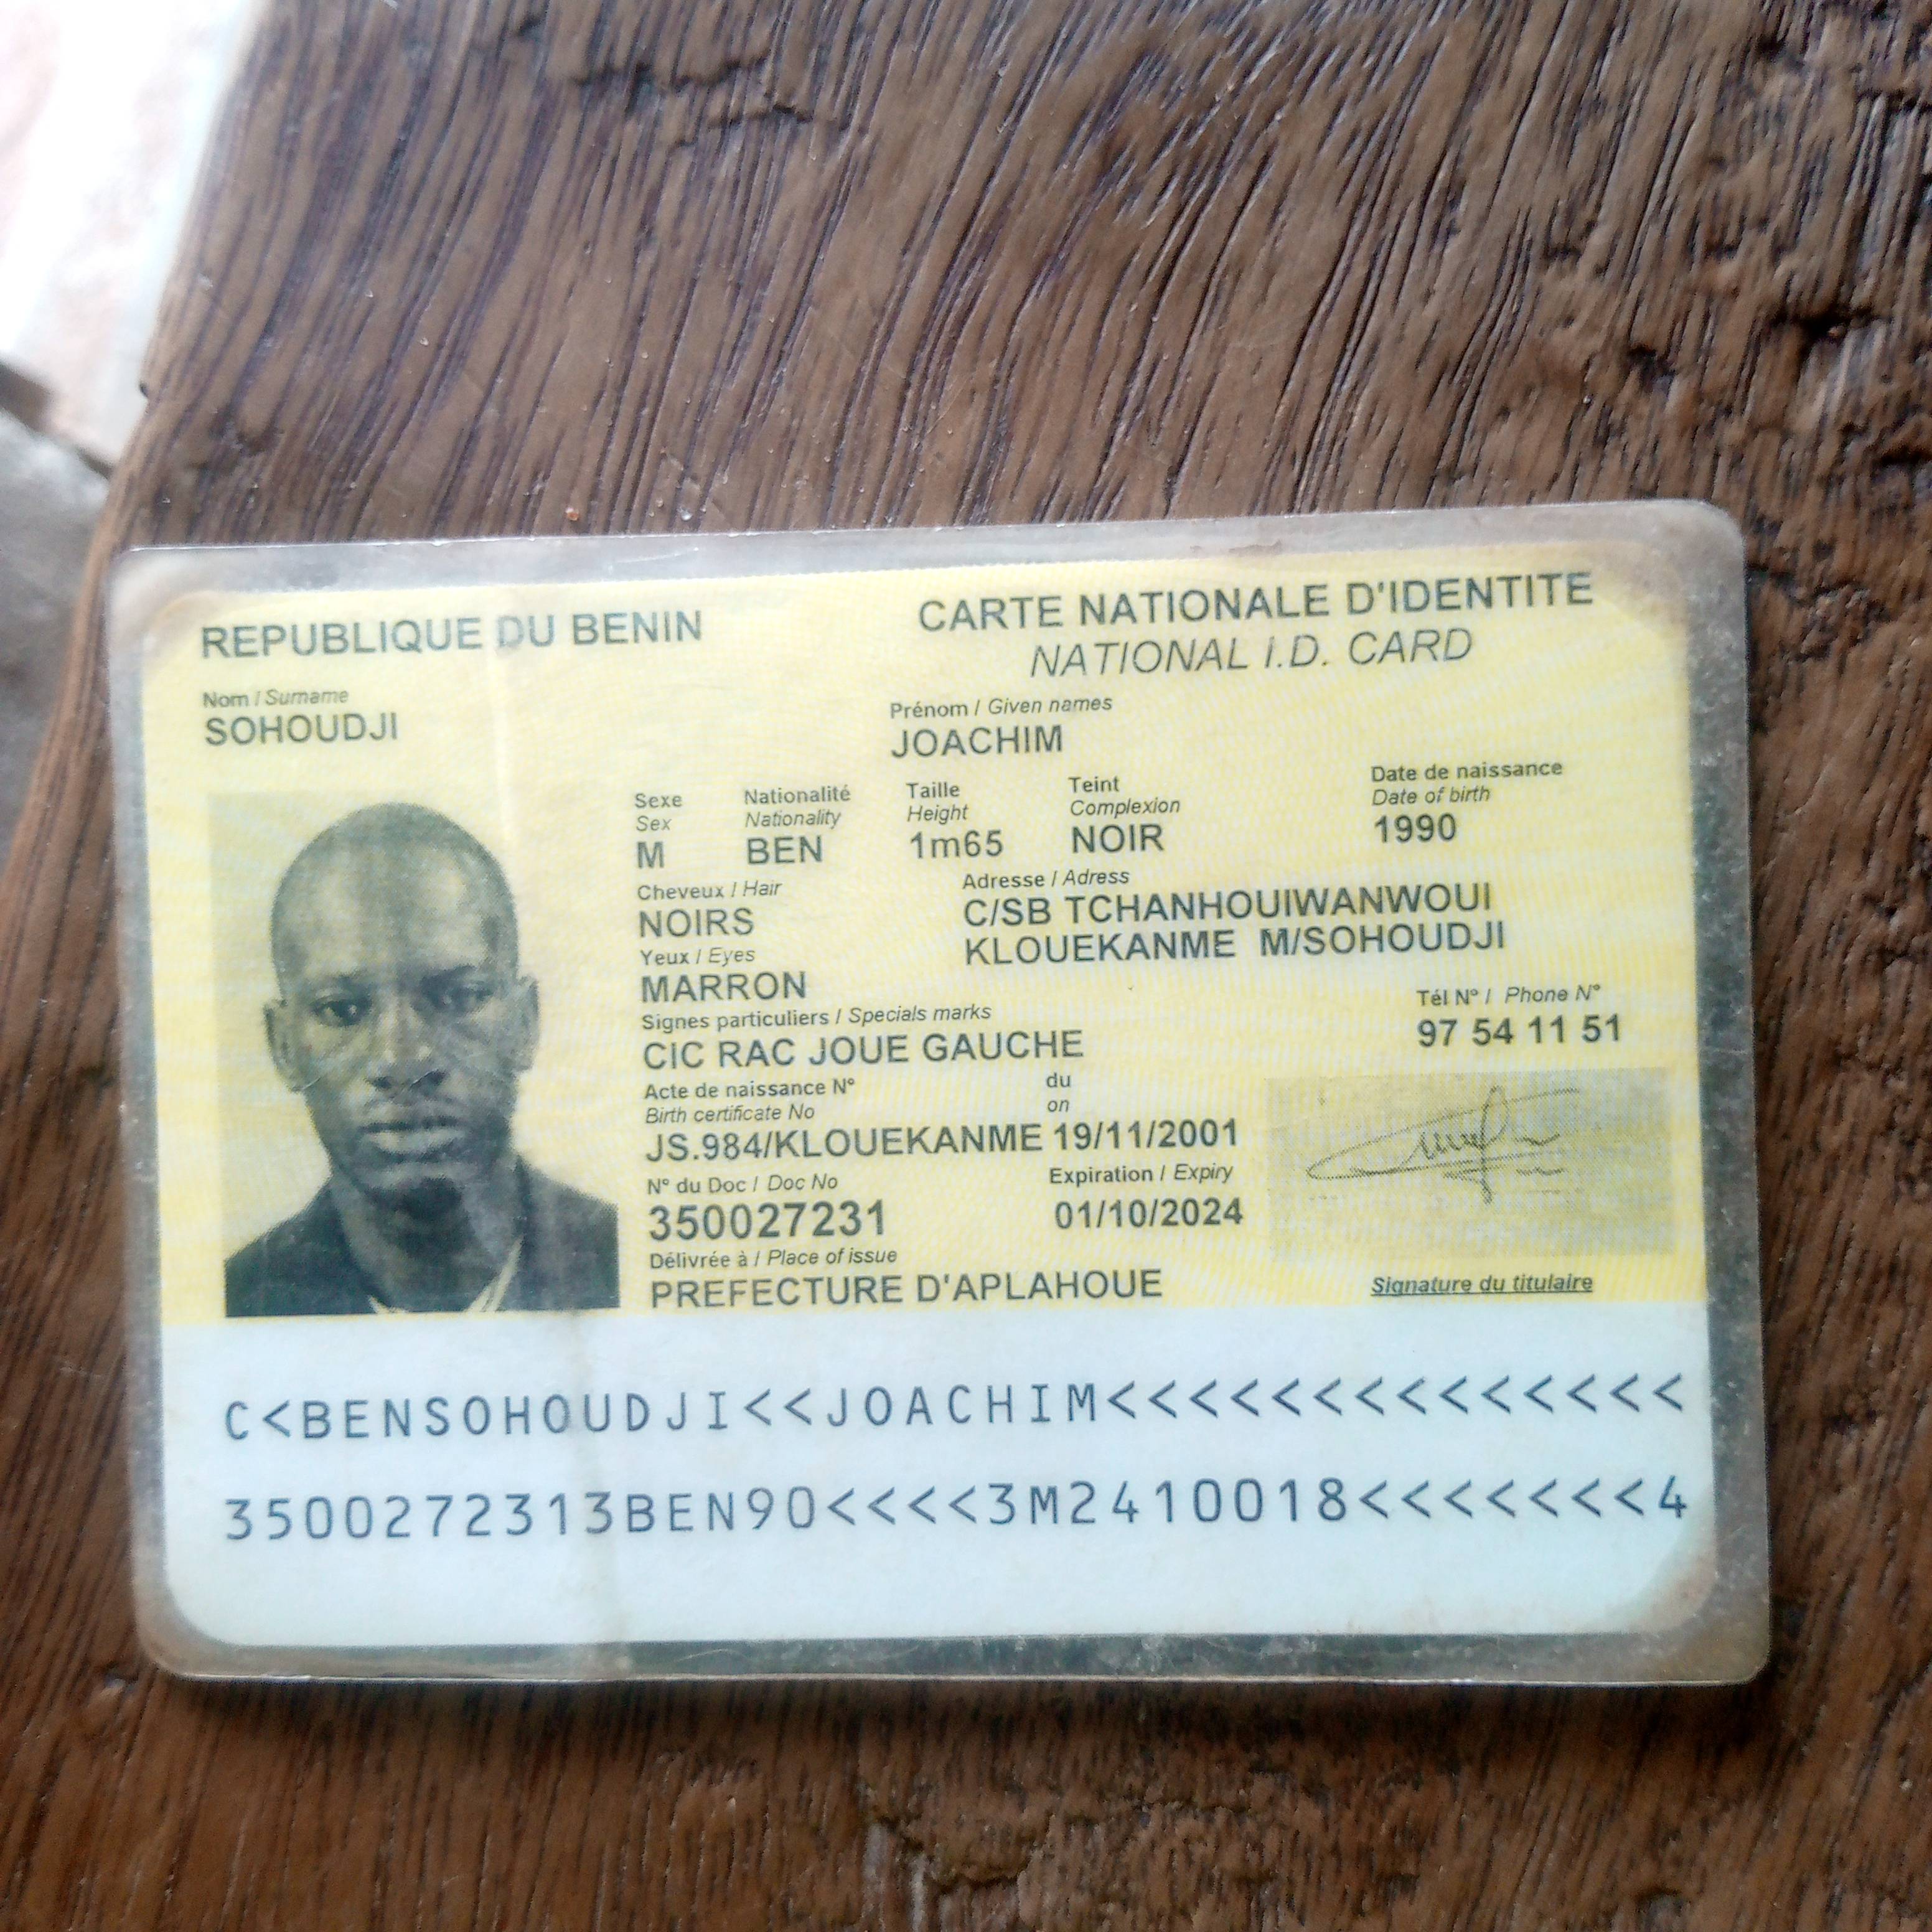 REPUBLIQUE DU BENIN
CARTE NATIONALE D'IDENTITE
NATIONAL I.D. CARD
Nom / Surname
SOHOUDJI
Prénom / Given names
JOACHIM
Sexe Nationalité Taille Teint Date de naissance
Sex Nationality Height Complexion Date of birth
M BEN 1m65 NOIR 1990
Cheveux / Hair
NOIRS
Adresse / Adress
C/SB TCHANHOUIWANWOUI
KLOUEKANME M/SOHOUDJI
Yeux / Eyes
MARRON
Tél N° / Phone N°
97 54 11 51
Signes particuliers / Specials marks
CIC RAC JOUE GAUCHE
Acte de naissance N° du
Birth certificate No on
JS.984/KLOUEKANME 19/11/2001
N° du Doc / Doc No Expiration / Expiry
350027231 01/10/2024
Délivrée à / Place of issue
PREFECTURE D'APLAHOUE
Signature du titulaire
C<BENSOHOUDJI<<JOACHIM<<<<<<<<<<<<<<
3500272313BEN90<<<<3M2410018<<<<<<<4